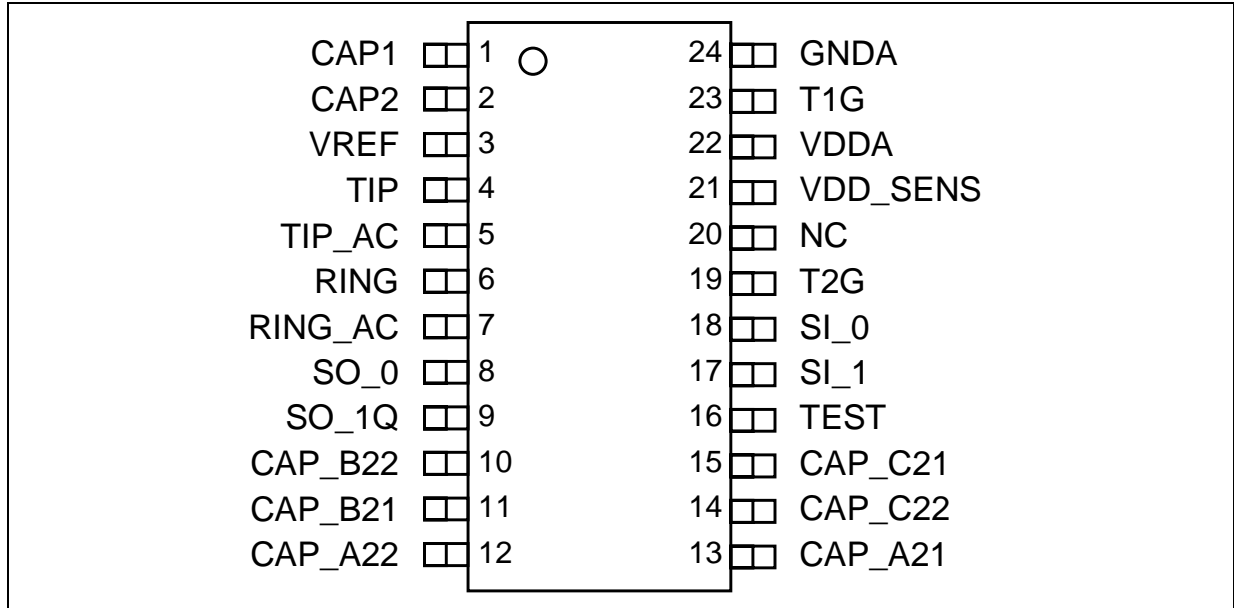 CAP1 1 24 GNDA
CAP2 2 23 T1G
VREF 3 22 VDDA
TIP 4 21 VDD_SENS
TIP_AC 5 20 NC
RING 6 19 T2G
RING_AC 7 18 SI_0
SO_0 8 17 SI_1
SO_1Q 9 16 TEST
CAP_B22 10 15 CAP_C21
CAP_B21 11 14 CAP_C22
CAP_A22 12 13 CAP_A21